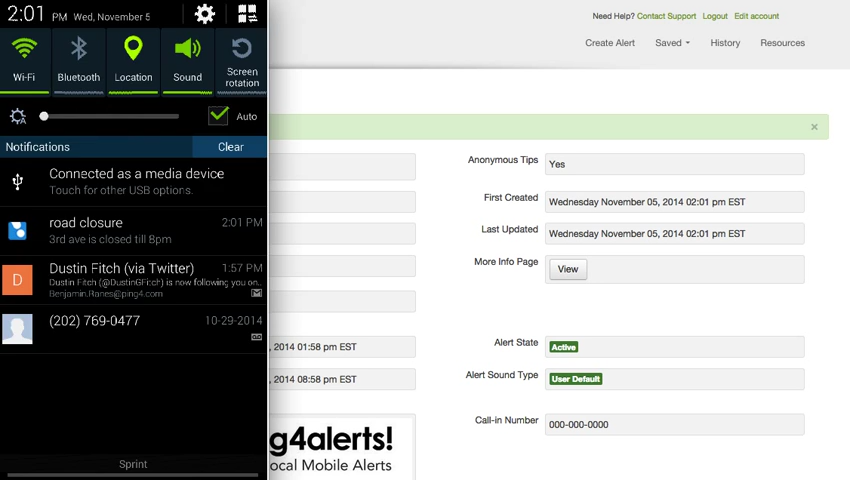 2:01 PM Wed, November 5
Wi-Fi
Bluetooth
Location
Sound
Screen
rotation
Auto
Notifications
Clear
Connected as a media device
Touch for other USB options.
road closure 2:01 PM
3rd ave is closed till 8pm
D
Dustin Fitch (via Twitter) 1:57 PM
Dustin Fitch (@DustinGFitch) is now following you on..
Benjamin.Ranes@ping4.com
(202) 769-0477 10-29-2014
Sprint
Need Help? Contact Support Logout Edit account
Create Alert Saved History Resources
×
Anonymous Tips Yes
First Created Wednesday November 05, 2014 02:01 pm EST
Last Updated Wednesday November 05, 2014 02:01 pm EST
More Info Page View
, 2014 01:58 pm EST
Alert State Active
, 2014 08:58 pm EST
Alert Sound Type User Default
Call-in Number 000-000-0000
g4alerts!
ocal Mobile Alerts